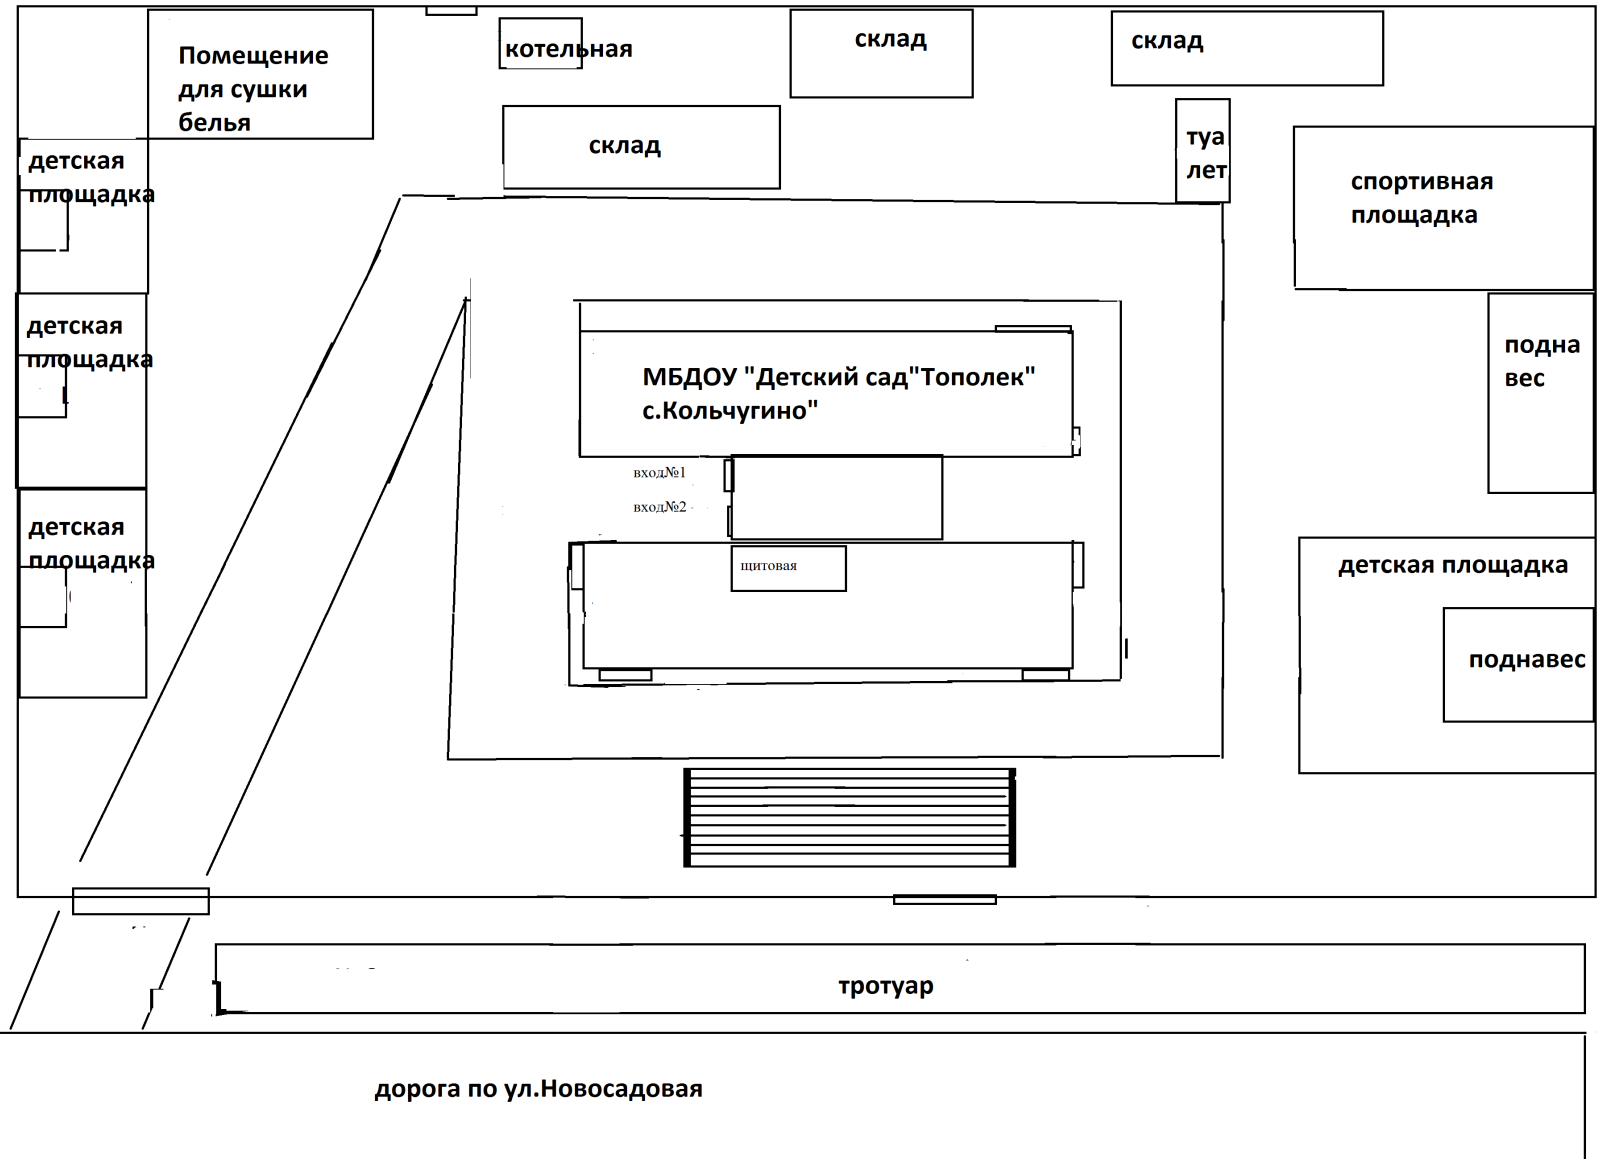 Помещение
для сушки
белья
котельная
склад
склад
склад
туа
лет
спортивная
площадка
детская
площадка
детская
площадка
детская
площадка
МБДОУ "Детский сад"Тополек"
с.Кольчугино"
вход№1
вход№2
щитовая
подна
вес
детская площадка
поднавес
тротуар
дорога по ул.Новосадовая